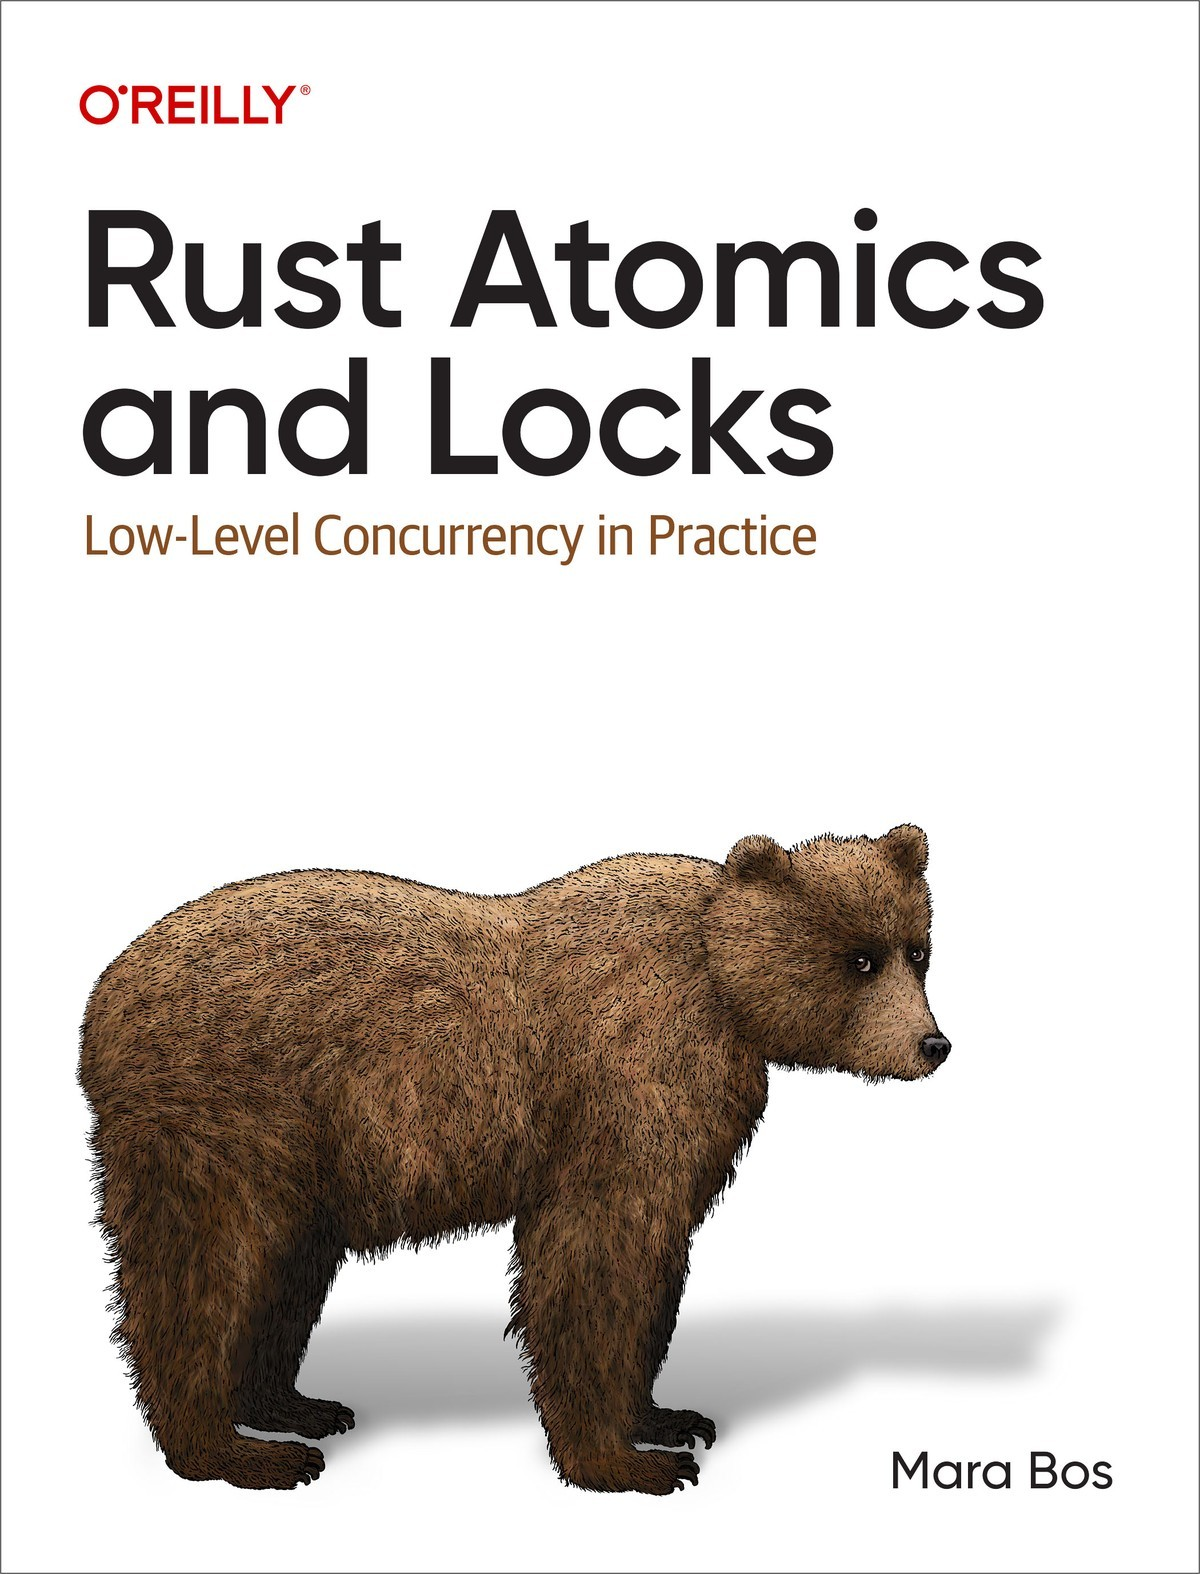 O'REILLY®
Rust Atomics
and Locks
Low-Level Concurrency in Practice
Mara Bos